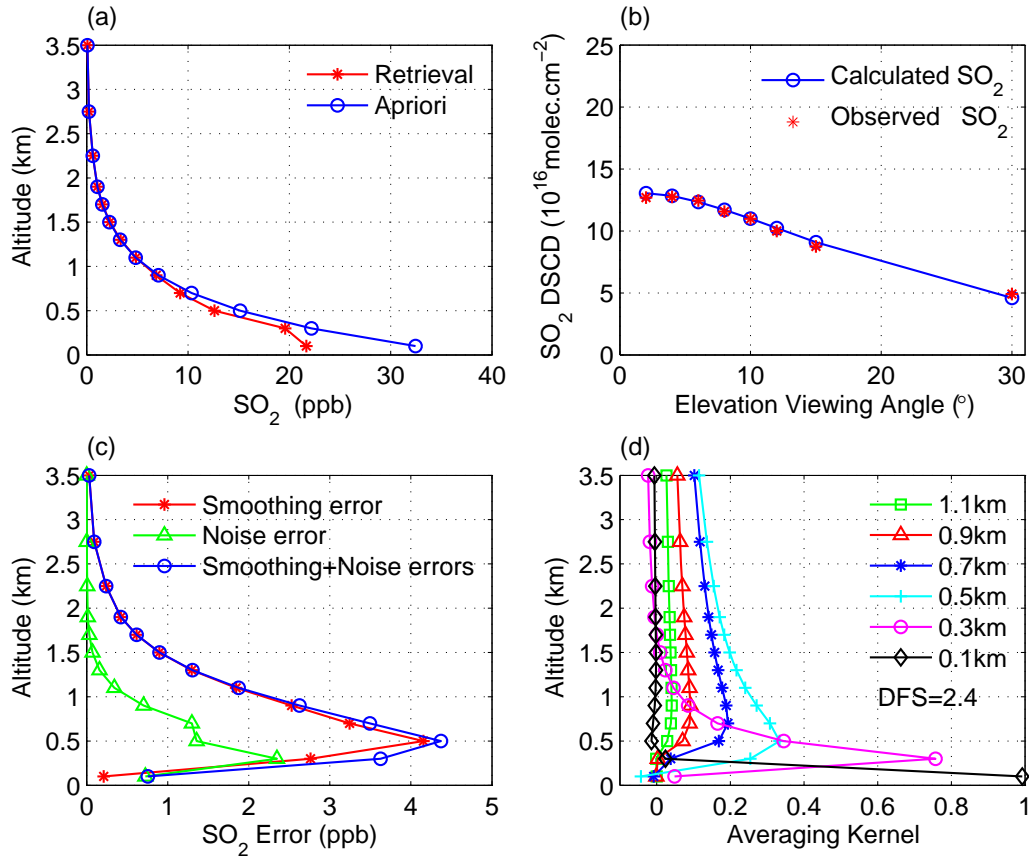 (a)
3.5
3
2.5
2
1.5
1
0.5
0
Altitude (km)
Retrieval
Apriori
0 10 20 30 40
SO2 (ppb)
(b)
25
20
15
10
5
0
SO2 DSCD (10^16molec.cm−2)
Calculated SO2
Observed SO2
0 10 20 30
Elevation Viewing Angle (°)
(c)
3.5
3
2.5
2
1.5
1
0.5
0
Altitude (km)
Smoothing error
Noise error
Smoothing+Noise errors
0 1 2 3 4 5
SO2 Error (ppb)
(d)
3.5
3
2.5
2
1.5
1
0.5
0
Altitude (km)
1.1km
0.9km
0.7km
0.5km
0.3km
0.1km
DFS=2.4
0 0.2 0.4 0.6 0.8 1
Averaging Kernel